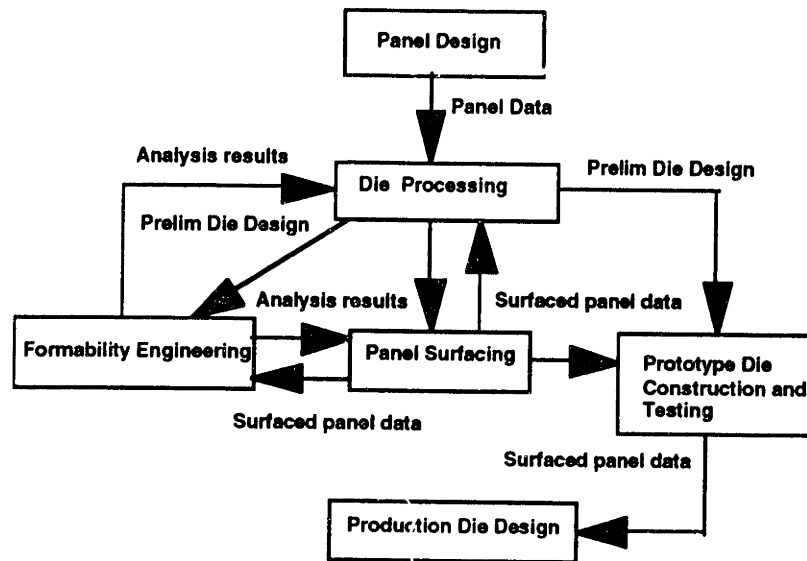 Panel Design
Panel Data
Analysis results
Prelim Die Design
Die Processing
Prelim Die Design
Analysis results
Surfaced panel data
Formability Engineering
Panel Surfacing
Prototype Die
Construction and
Testing
Surfaced panel data
Surfaced panel data
Production Die Design